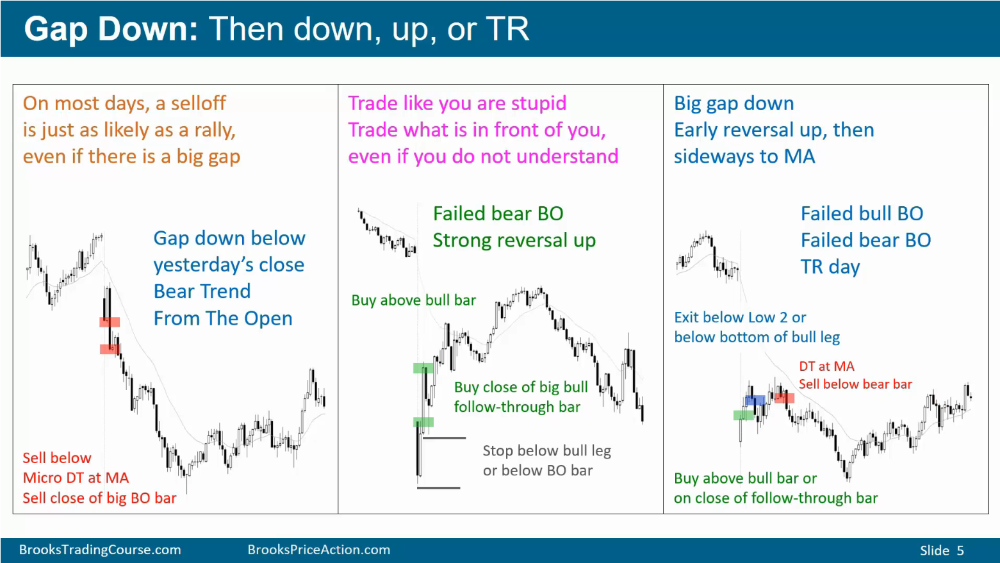 Gap Down: Then down, up, or TR
On most days, a selloff
is just as likely as a rally,
even if there is a big gap
Gap down below
yesterday's close
Bear Trend
From The Open
Sell below
Micro DT at MA
Sell close of big BO bar
Trade like you are stupid
Trade what is in front of you,
even if you do not understand
Failed bear BO
Strong reversal up
Buy above bull bar
Buy close of big bull
follow-through bar
Stop below bull leg
or below BO bar
Big gap down
Early reversal up, then
sideways to MA
Failed bull BO
Failed bear BO
TR day
Exit below Low 2 or
below bottom of bull leg
DT at MA
Sell below bear bar
Buy above bull bar or
on close of follow-through bar
BrooksTradingCourse.com
BrooksPriceAction.com
Slide 5